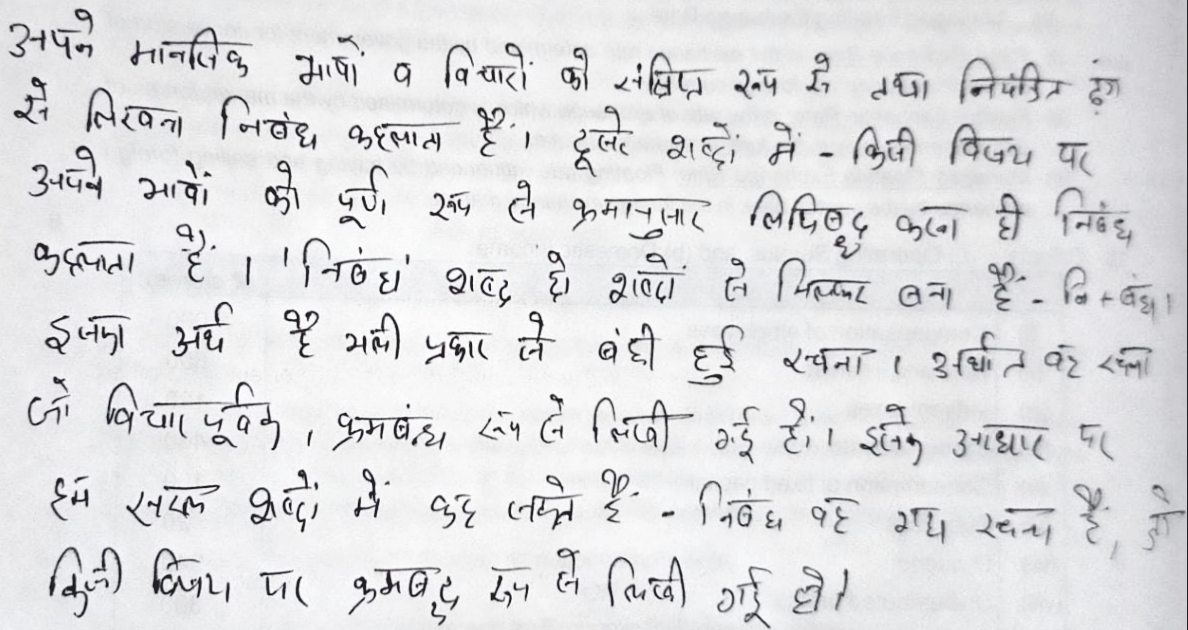 अपने मानसिक भावों व विचारों को संक्षिप्त रूप से तथा नियंत्रित ढंग
से लिखना निबंध कहलाता है। दूसरे शब्दों में - किसी विषय पर
अपने भावों को पूर्ण रूप से क्रमानुसार लिपिबद्ध करना ही निबंध
कहलाता है। 'निबंध' शब्द दो शब्दों से मिलकर बना है - नि + बंध।
इसका अर्थ है भली प्रकार से बंधी हुई रचना। अर्थात वह रचना
जो विचारपूर्वक, क्रमबद्ध रूप से लिखी गई हो। इसके आधार पर
हम सरल शब्दों में कह सकते हैं- निबंध वह गद्य रचना है, जो
किसी विषय पर क्रमबद्ध रूप से लिखी गई हो।